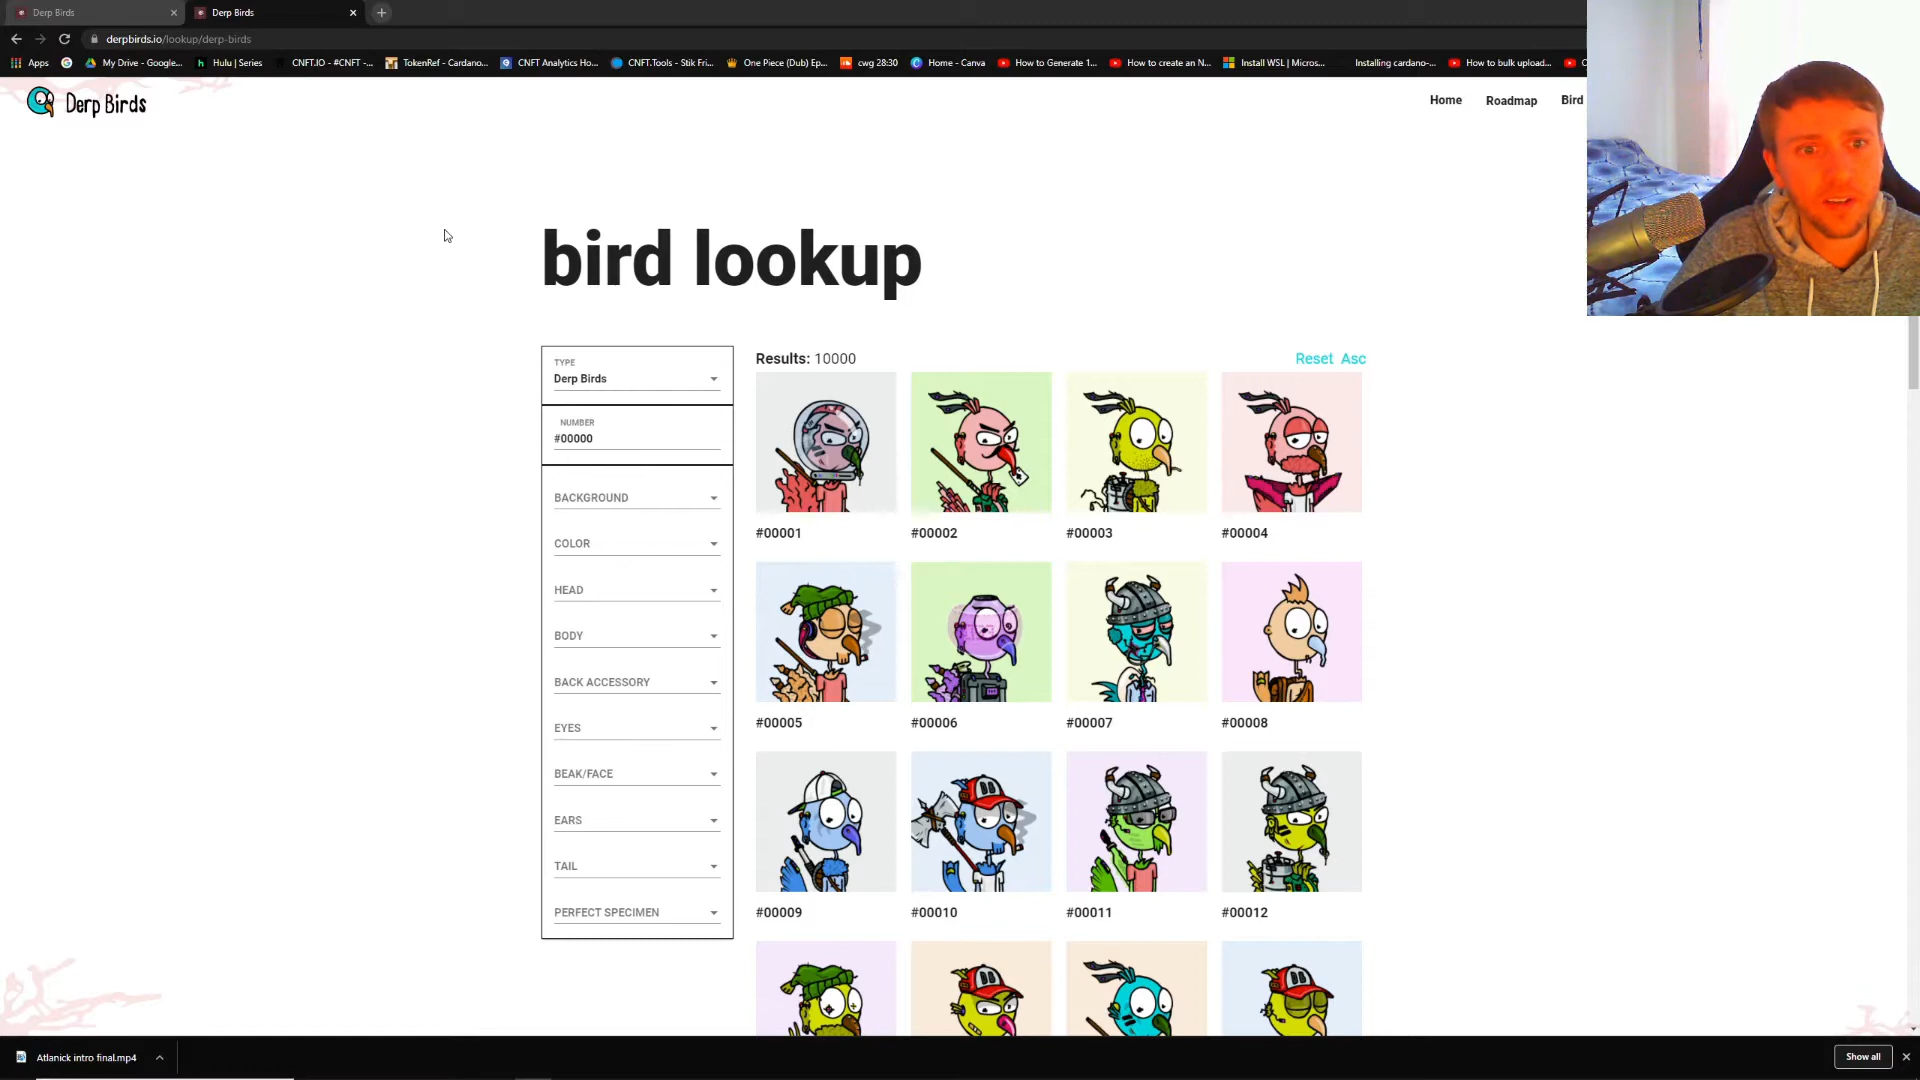 Derp Birds
Derp Birds
derpbirds.io/lookup/derp-birds
Apps
My Drive - Google...
Hulu | Series
CNFT.IO - #CNFT -...
TokenRef - Cardano...
CNFT Analytics Ho...
CNFT.Tools - Stik Fri...
One Piece (Dub) Ep...
cwg 28:30
Home - Canva
How to Generate 1...
How to create an N...
Install WSL | Micros...
Installing cardano-...
How to bulk upload...
Derp Birds
Home
Roadmap
Bird
bird lookup
TYPE
Derp Birds
NUMBER
#00000
BACKGROUND
COLOR
HEAD
BODY
BACK ACCESSORY
EYES
BEAK/FACE
EARS
TAIL
PERFECT SPECIMEN
Results: 10000
Reset Asc
#00001
#00002
#00003
#00004
#00005
#00006
#00007
#00008
#00009
#00010
#00011
#00012
Atlanick intro final.mp4
Show all